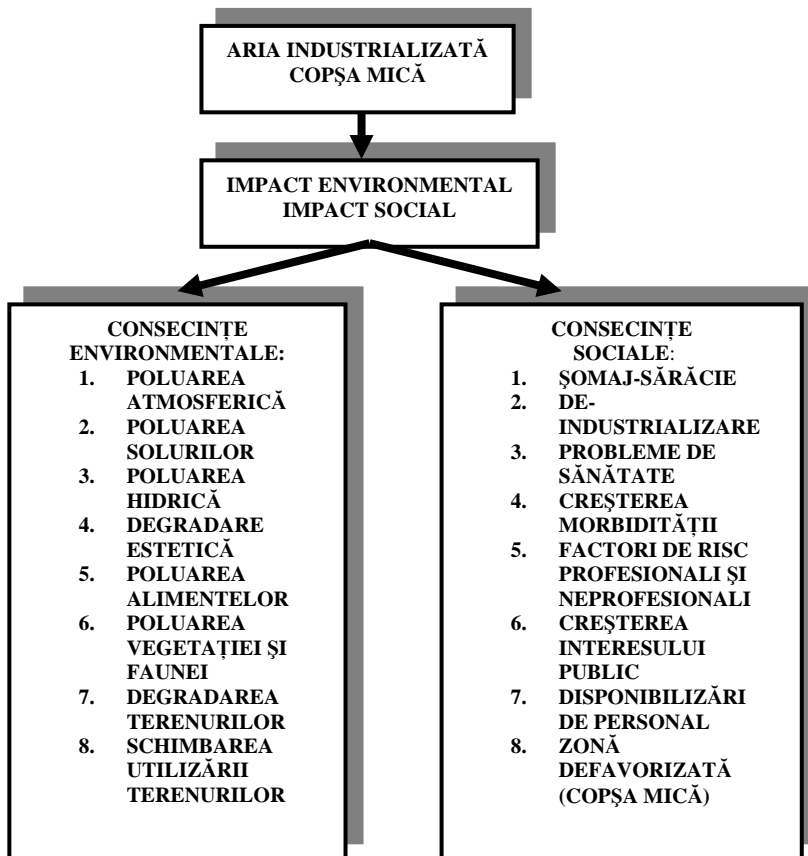 ARIA INDUSTRIALIZATĂ
COPŞA MICĂ
IMPACT ENVIRONMENTAL
IMPACT SOCIAL
CONSECINȚE
ENVIRONMENTALE:
1. POLUAREA
ATMOSFERICĂ
2. POLUAREA
SOLURILOR
3. POLUAREA
HIDRICĂ
4. DEGRADARE
ESTETICĂ
5. POLUAREA
ALIMENTELOR
6. POLUAREA
VEGETAȚIEI ŞI
FAUNEI
7. DEGRADAREA
TERENURILOR
8. SCHIMBAREA
UTILIZĂRII
TERENURILOR
CONSECINȚE
SOCIALE:
1. ŞOMAJ-SĂRĂCIE
2. DE-
INDUSTRIALIZARE
3. PROBLEME DE
SĂNĂTATE
4. CREŞTEREA
MORBIDITĂȚII
5. FACTORI DE RISC
PROFESIONALI ŞI
NEPROFESIONALI
6. CREŞTEREA
INTERESULUI
PUBLIC
7. DISPONIBILIZĂRI
DE PERSONAL
8. ZONĂ
DEFAVORIZATĂ
(COPŞA MICĂ)